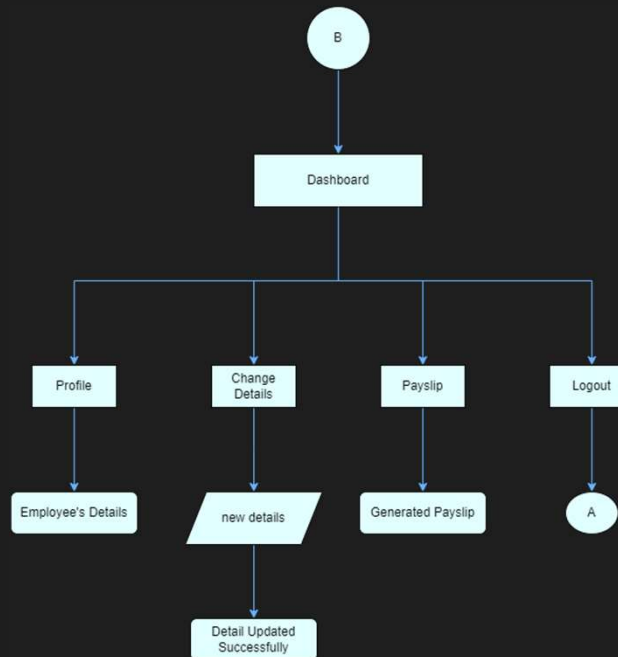 B
Dashboard
Profile
Change
Details
Payslip
Logout
Employee's Details
new details
Generated Payslip
A
Detail Updated
Successfully